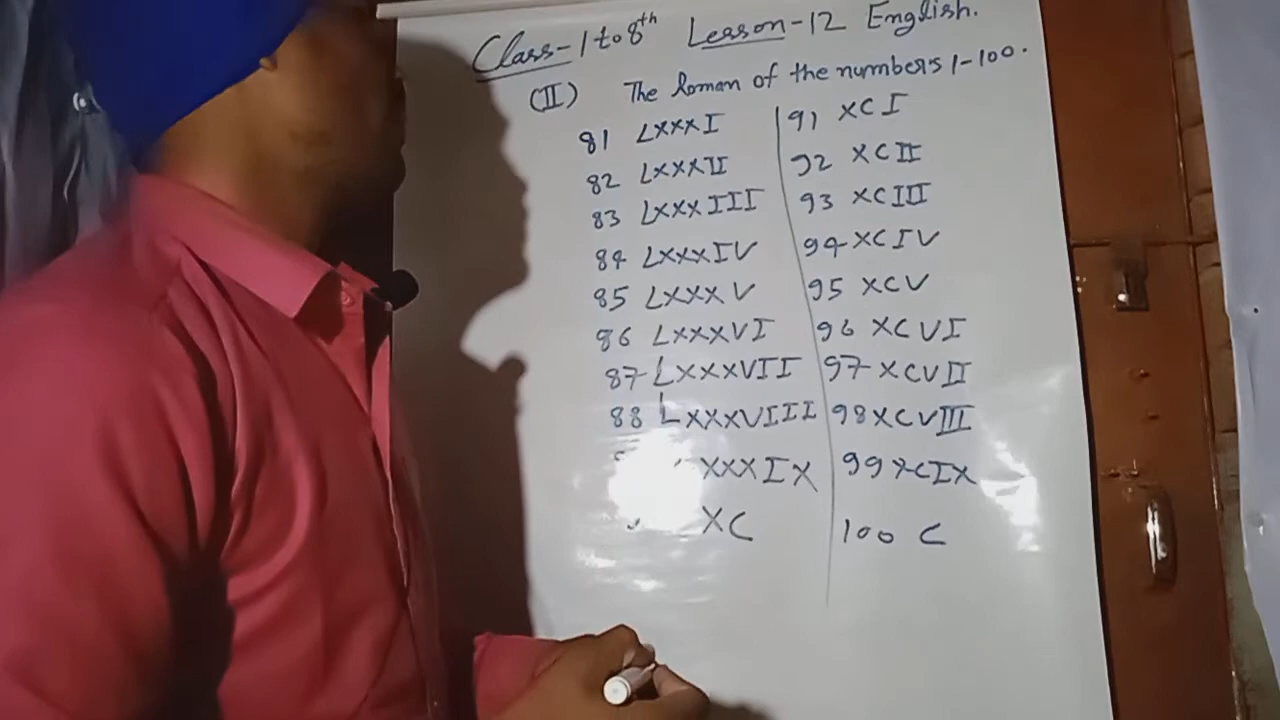 Class-1 to 8th Lesson-12 English.
(II) The Roman of the numbers 1-100.
81 LXXXI
82 LXXXII
83 LXXXIII
84 LXXXIV
85 LXXXV
86 LXXXVI
87 LXXXVII
88 LXXXVIII
XXXIX
XC
91 XCI
92 XCII
93 XCIII
94 XCIV
95 XCV
96 XCVI
97 XCVII
98 XCVIII
99 XCIX
100 C